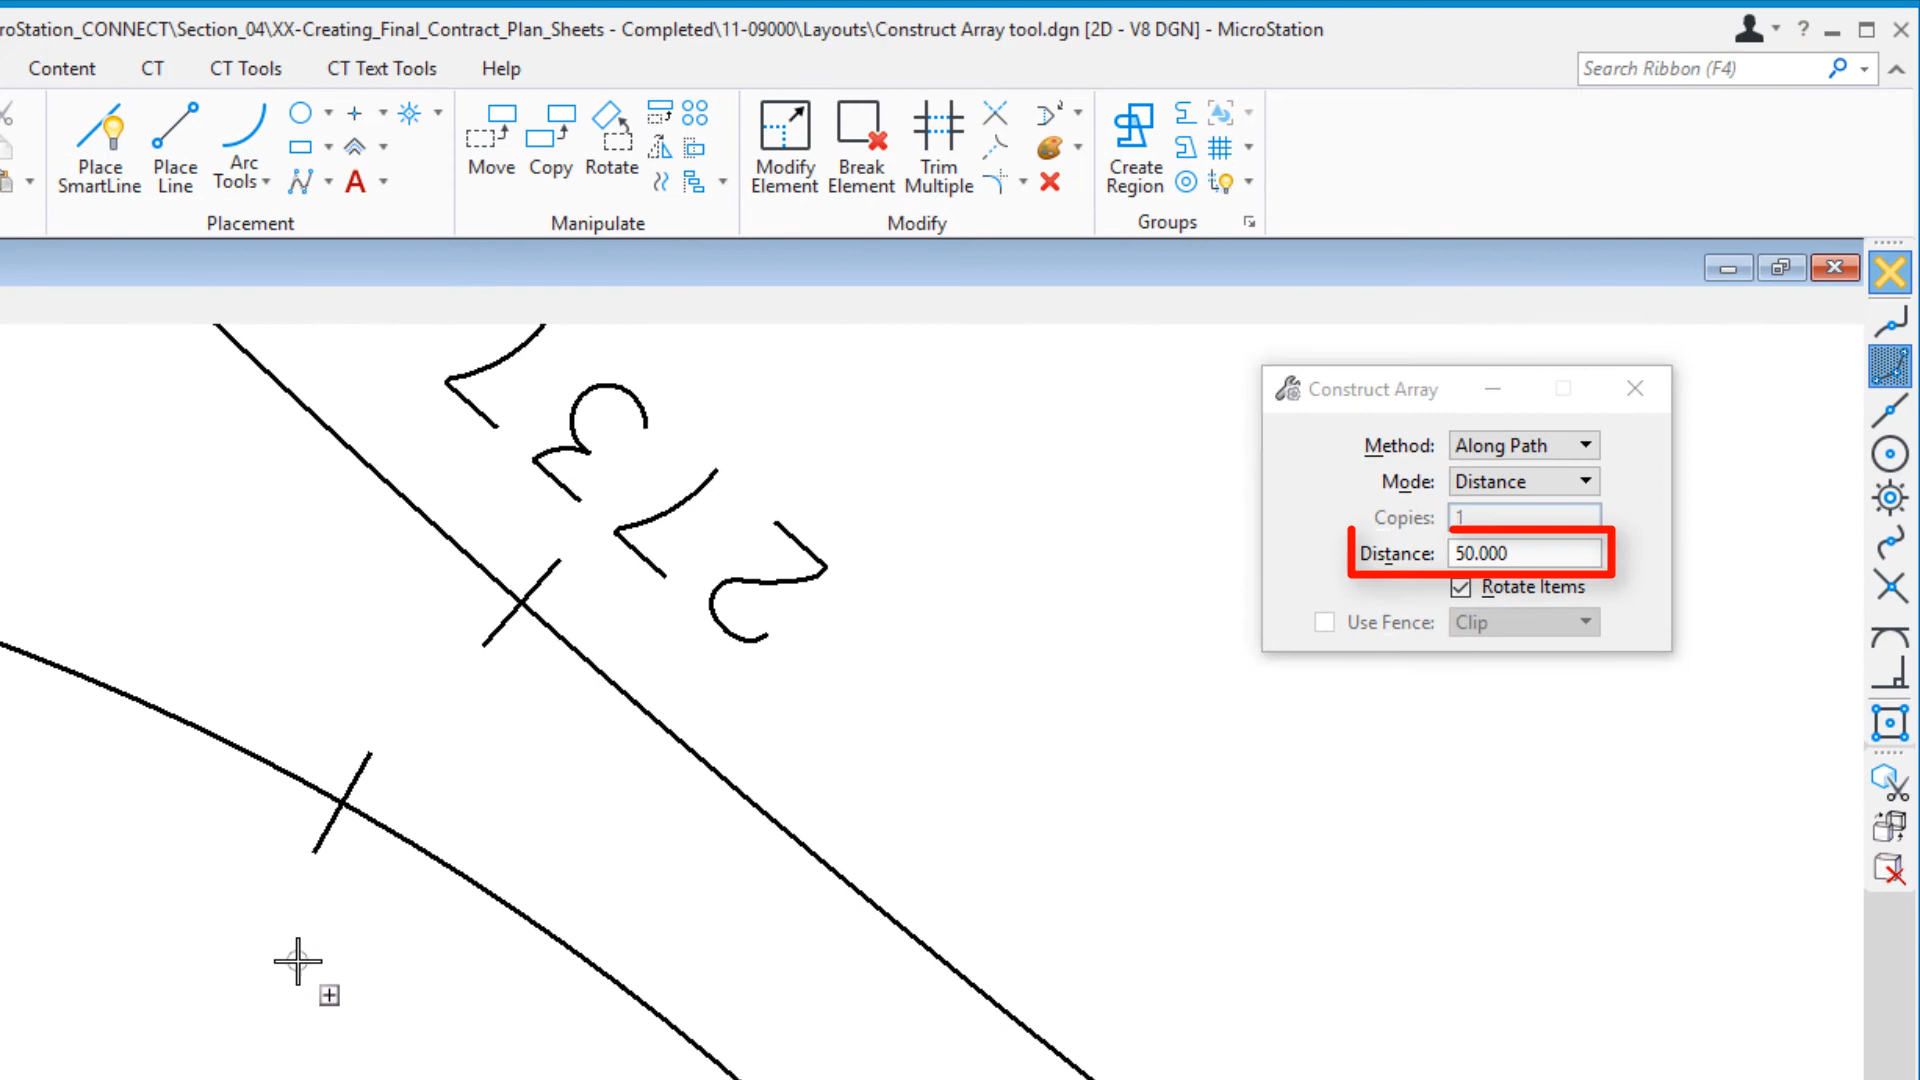 roStation_CONNECT\Section_04\XX-Creating_Final_Contract_Plan_Sheets - Completed\11-09000\Layouts\Construct Array tool.dgn [2D - V8 DGN] - MicroStation
Content CT CT Tools CT Text Tools Help
Search Ribbon (F4)
Place SmartLine
Place Line
Arc Tools
Move
Copy
Rotate
Modify Element
Break Element
Trim Multiple
Create Region
Placement
Manipulate
Modify
Groups
Construct Array
Method: Along Path
Mode: Distance
Copies: 1
Distance: 50.000
Rotate Items
Use Fence: Clip